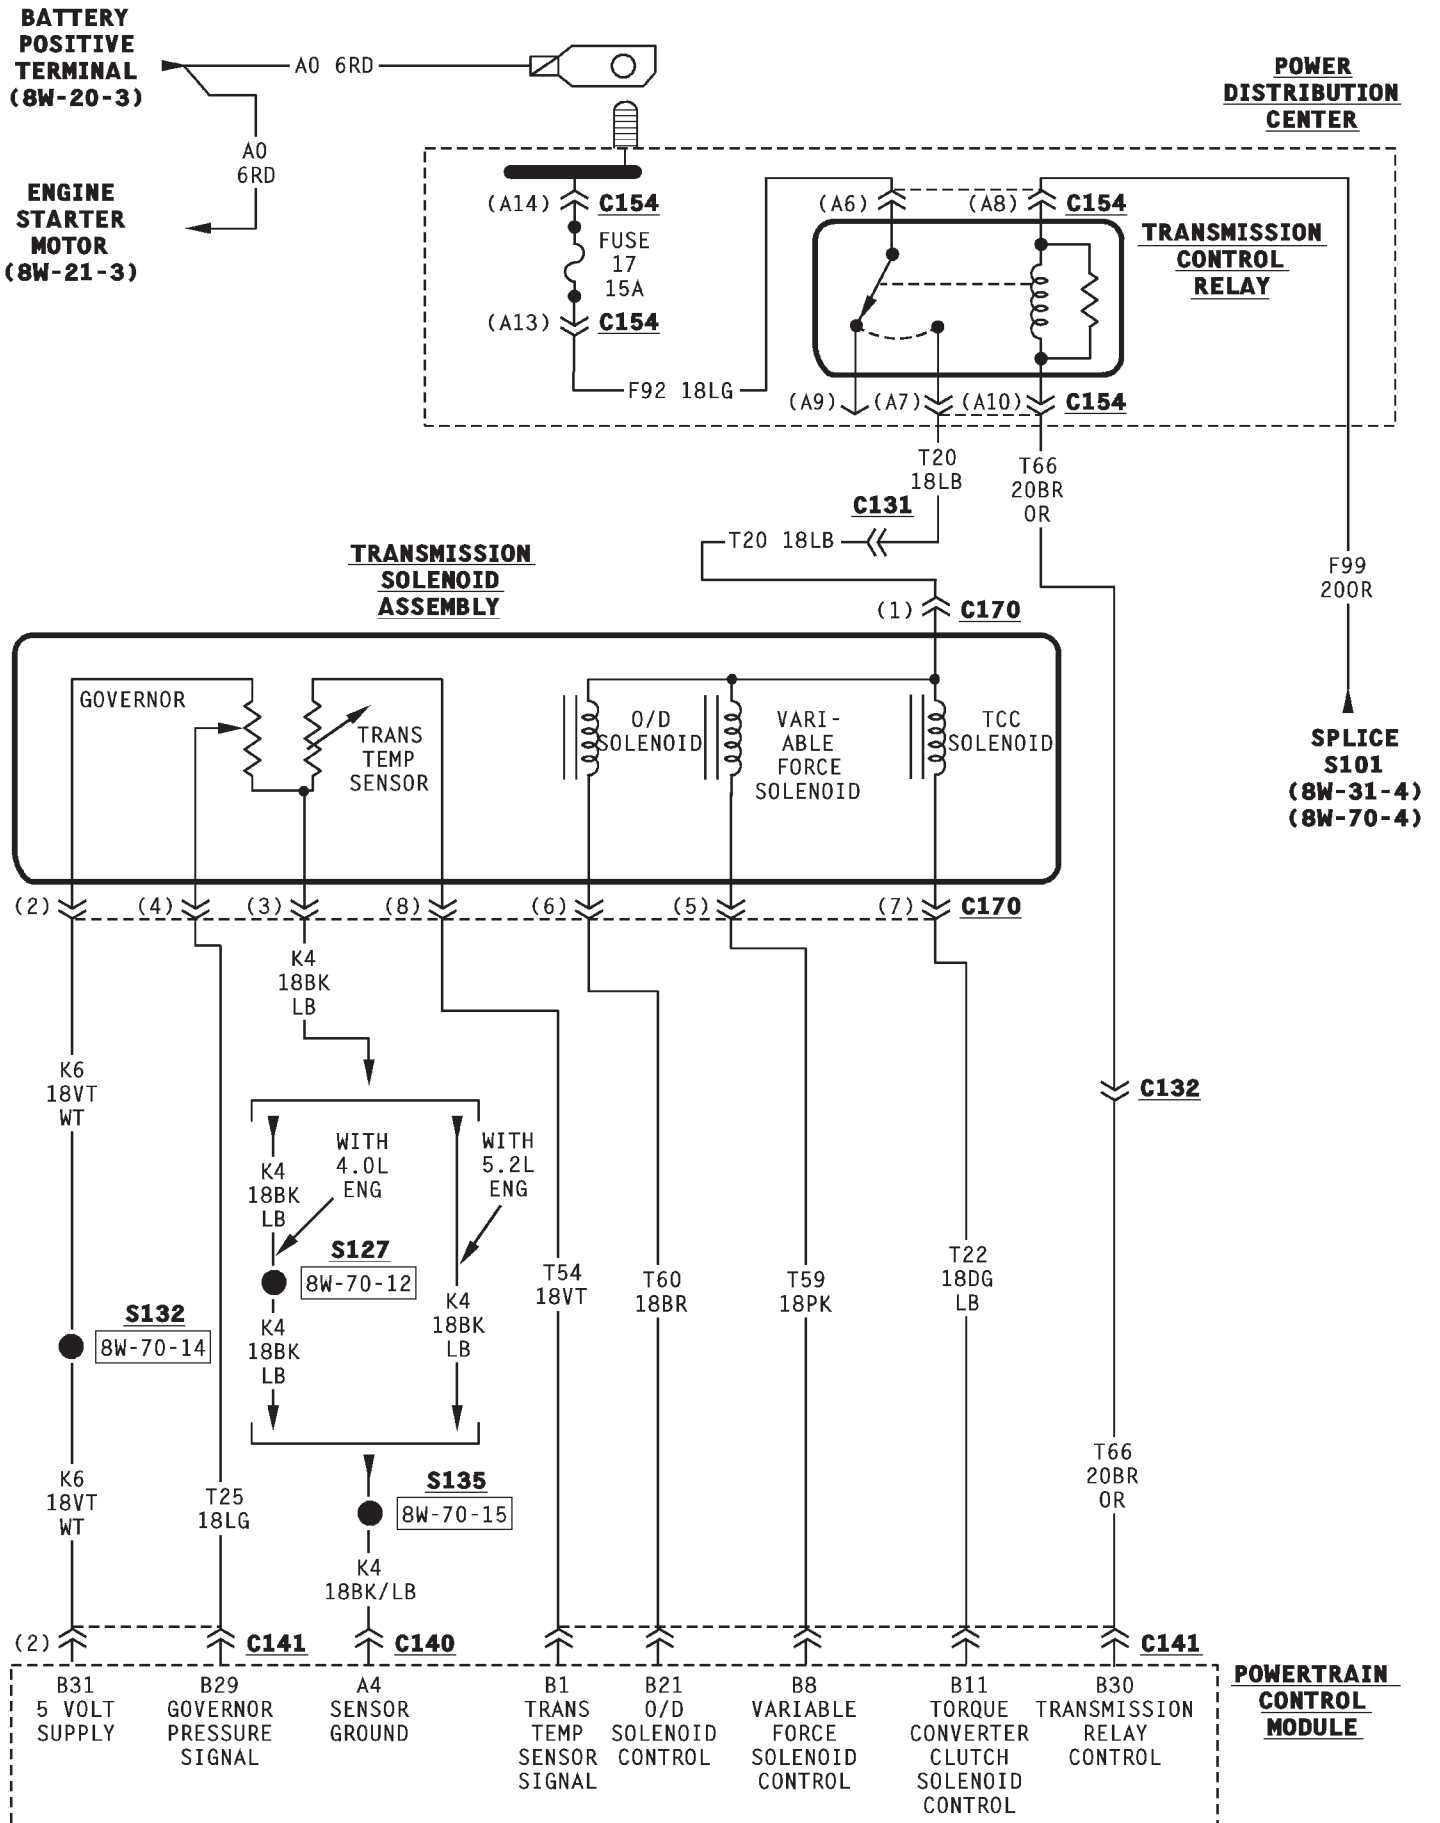 BATTERY
POSITIVE
TERMINAL
(8W-20-3)
A0 6RD
A0
6RD
ENGINE
STARTER
MOTOR
(8W-21-3)
POWER
DISTRIBUTION
CENTER
(A14) C154
FUSE
17
15A
(A13) C154
F92 18LG
(A6) (A8) C154
TRANSMISSION
CONTROL
RELAY
(A9) (A7) (A10) C154
T20
18LB
T66
20BR
OR
C131
T20 18LB
F99
20OR
TRANSMISSION
SOLENOID
ASSEMBLY
(1) C170
SPLICE
S101
(8W-31-4)
(8W-70-4)
GOVERNOR
TRANS
TEMP
SENSOR
O/D
SOLENOID
VARI-
ABLE
FORCE
SOLENOID
TCC
SOLENOID
(2) (4) (3) (8) (6) (5) (7) C170
K4
18BK
LB
K6
18VT
WT
C132
WITH
4.0L
ENG
WITH
5.2L
ENG
K4
18BK
LB
S127
8W-70-12
K4
18BK
LB
K4
18BK
LB
S132
8W-70-14
T54
18VT
T60
18BR
T59
18PK
T22
18DG
LB
K6
18VT
WT
T25
18LG
S135
8W-70-15
K4
18BK/LB
T66
20BR
OR
(2) C141 C140 C141
B31
5 VOLT
SUPPLY
B29
GOVERNOR
PRESSURE
SIGNAL
A4
SENSOR
GROUND
B1
TRANS
TEMP
SENSOR
SIGNAL
B21
O/D
SOLENOID
CONTROL
B8
VARIABLE
FORCE
SOLENOID
CONTROL
B11
TORQUE
CONVERTER
CLUTCH
SOLENOID
CONTROL
B30
TRANSMISSION
RELAY
CONTROL
POWERTRAIN
CONTROL
MODULE